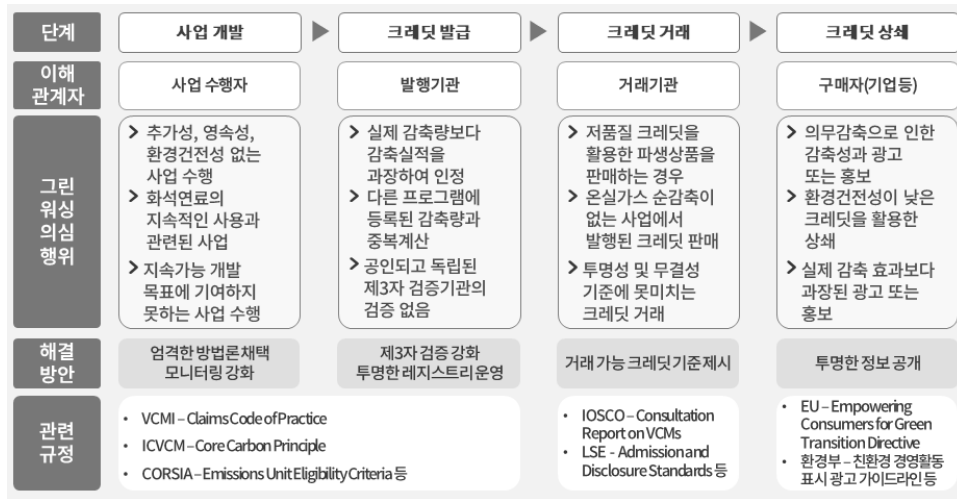 단계
사업 개발
크레딧 발급
크레딧 거래
크레딧 상쇄
이해
관계자
사업 수행자
발행기관
거래기관
구매자(기업등)
그린
워싱
의심
행위
> 추가성, 영속성,
환경건전성 없는
사업 수행
> 화석연료의
지속적인 사용과
관련된 사업
> 지속가능 개발
목표에 기여하지
못하는 사업 수행
> 실제 감축량보다
감축실적을
과장하여 인정
> 다른 프로그램에
등록된 감축량과
중복계산
> 공인되고 독립된
제3자 검증기관의
검증 없음
> 저품질 크레딧을
활용한 파생상품을
판매하는 경우
> 온실가스 순감축이
없는 사업에서
발행된 크레딧 판매
> 투명성 및 무결성
기준에 못미치는
크레딧 거래
> 의무감축으로 인한
감축성과 광고
또는 홍보
> 환경건전성이 낮은
크레딧을 활용한
상쇄
> 실제 감축 효과보다
과장된 광고 또는
홍보
해결
방안
엄격한 방법론 채택
모니터링 강화
제3자 검증 강화
투명한 레지스트리 운영
거래 가능 크레딧 기준 제시
투명한 정보 공개
관련
규정
• VCMI – Claims Code of Practice
• ICVCM – Core Carbon Principle
• CORSIA – Emissions Unit Eligibility Criteria 등
• IOSCO – Consultation
Report on VCMs
• LSE – Admission and
Disclosure Standards 등
• EU – Empowering
Consumers for Green
Transition Directive
• 환경부 – 친환경 경영활동
표시 광고 가이드라인 등